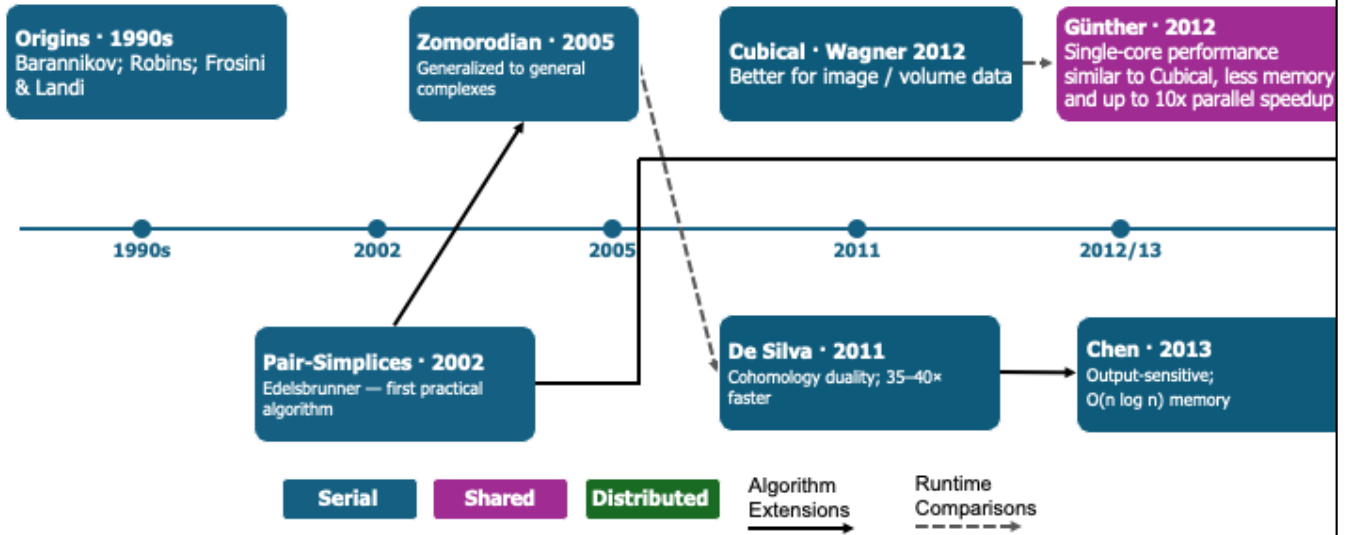 Origins · 1990s
Barannikov; Robins; Frosini
& Landi
Zomorodian · 2005
Generalized to general
complexes
Cubical · Wagner 2012
Better for image / volume data
Günther · 2012
Single-core performance
similar to Cubical, less memory
and up to 10x parallel speedup
1990s
2002
2005
2011
2012/13
Pair-Simplices · 2002
Edelsbrunner — first practical
algorithm
De Silva · 2011
Cohomology duality; 35–40×
faster
Chen · 2013
Output-sensitive;
O(n log n) memory
Serial
Shared
Distributed
Algorithm
Extensions
Runtime
Comparisons